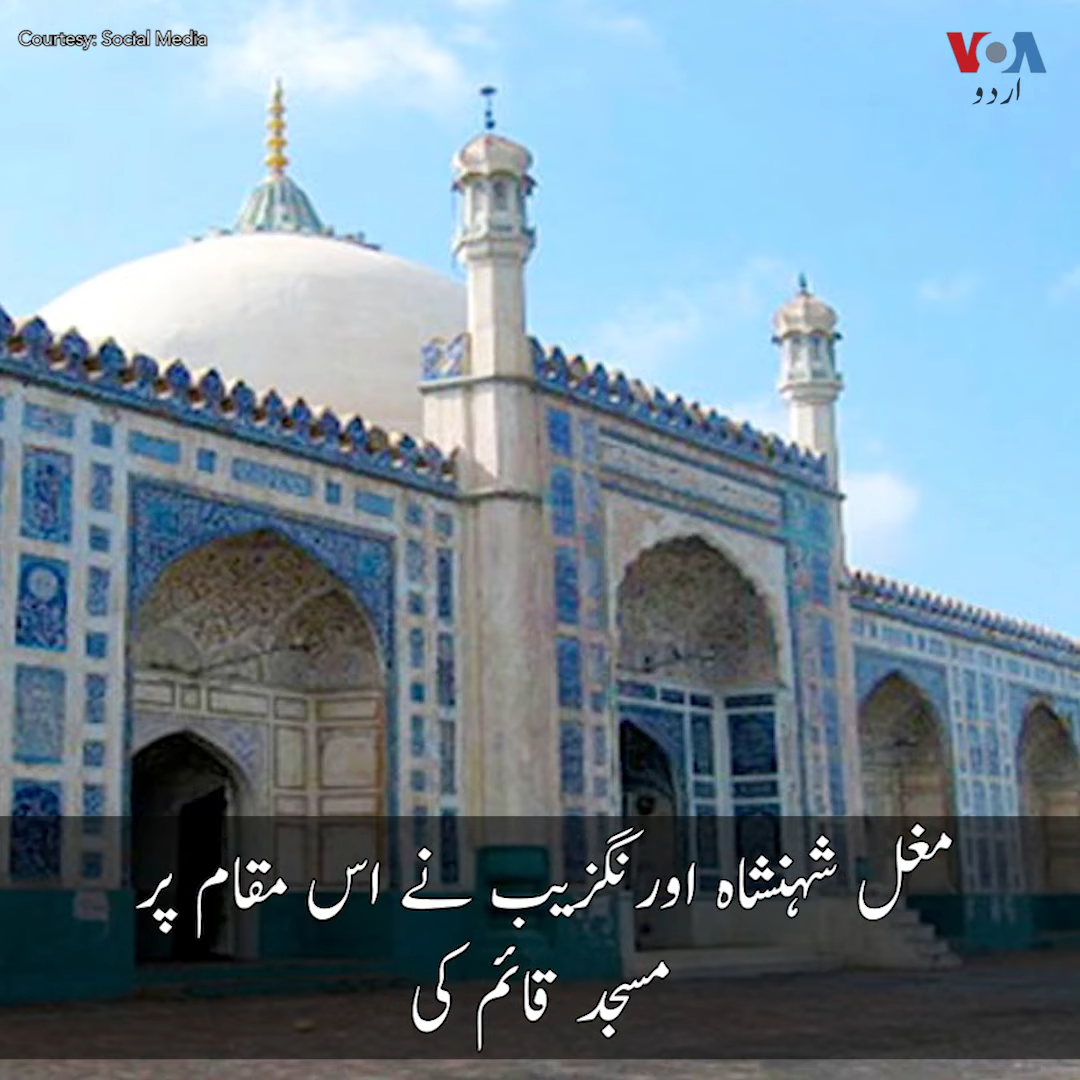 Courtesy: Social Media
VOA
اردو
مغل شہنشاہ اورنگزیب نے اس مقام پر
مسجد قائم کی